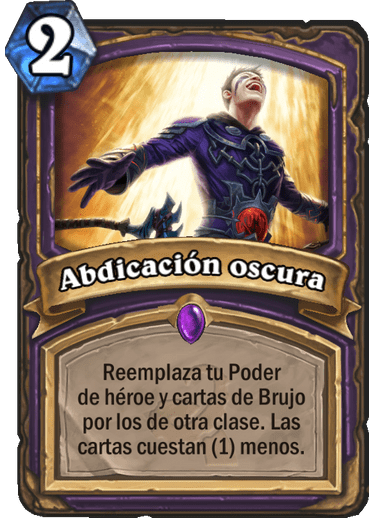 2
Abdicación oscura
Reemplaza tu Poder
de héroe y cartas de Brujo
por los de otra clase. Las
cartas cuestan (1) menos.